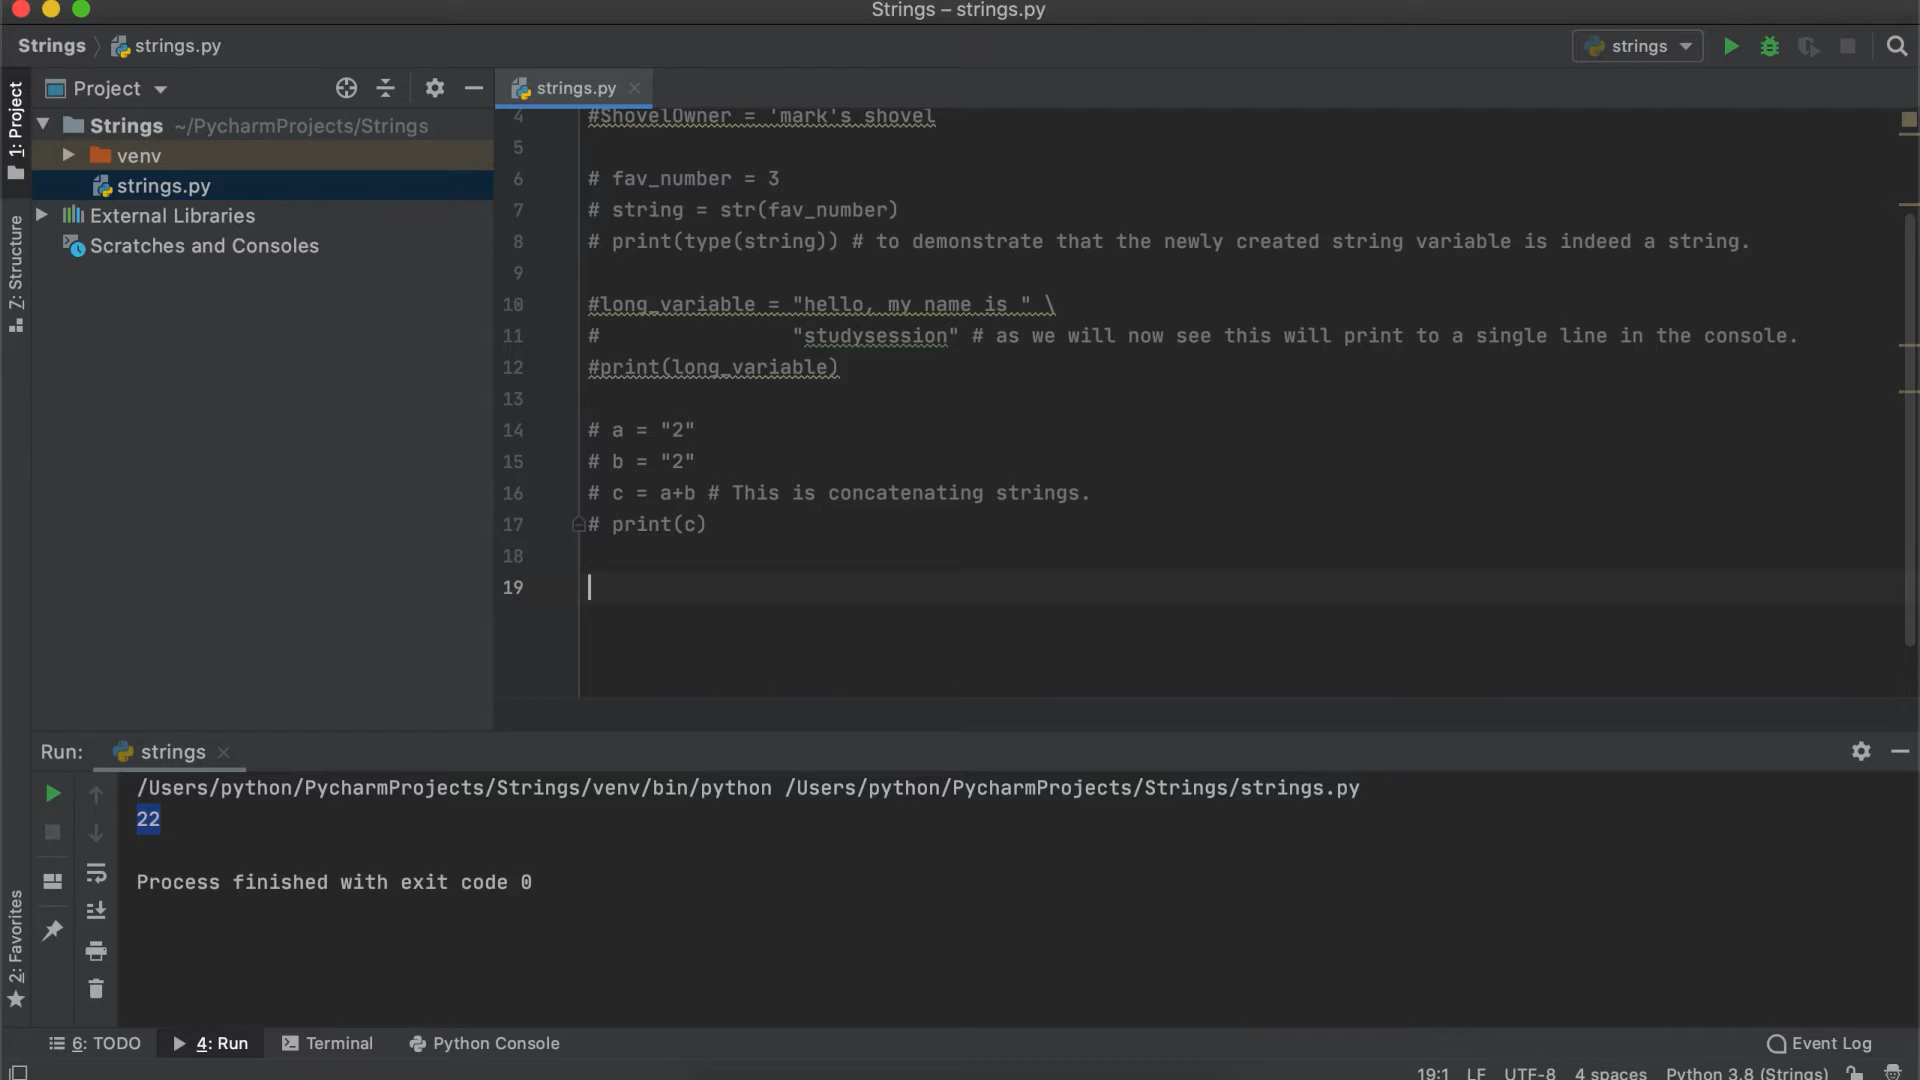 Strings – strings.py
Strings
strings.py
strings
1: Project
Project
strings.py
Strings ~/PycharmProjects/Strings
venv
strings.py
External Libraries
Scratches and Consoles
Z: Structure
2: Favorites
4 #ShovelOwner = 'mark's shovel
5
6 # fav_number = 3
7 # string = str(fav_number)
8 # print(type(string)) # to demonstrate that the newly created string variable is indeed a string.
9
10 #long_variable = "hello, my name is " \
11 # "studysession" # as we will now see this will print to a single line in the console.
12 #print(long_variable)
13
14 # a = "2"
15 # b = "2"
16 # c = a+b # This is concatenating strings.
17 # print(c)
18
19
Run: strings
/Users/python/PycharmProjects/Strings/venv/bin/python /Users/python/PycharmProjects/Strings/strings.py
22
Process finished with exit code 0
6: TODO 4: Run Terminal Python Console Event Log
19:1 LF UTF-8 4 spaces Python 3.8 (Strings)